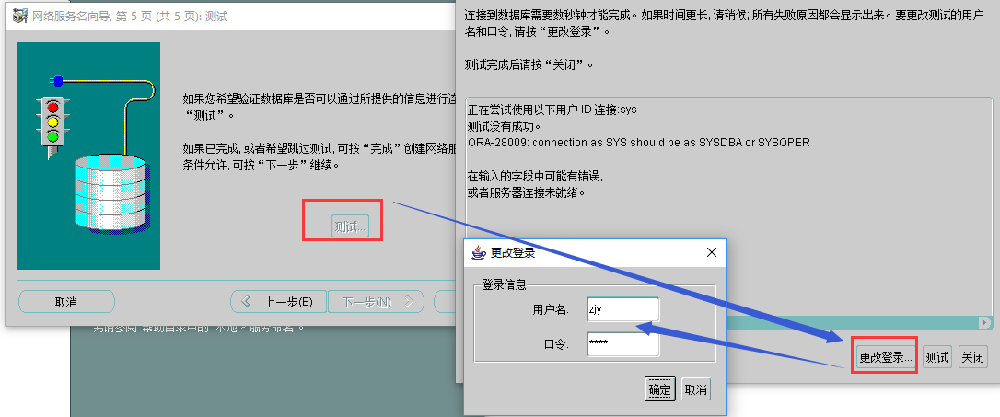 网络服务名向导, 第 5 页 (共 5 页): 测试
如果您希望验证数据库是否可以通过所提供的信息进行连
“测试”。
如果已完成, 或者希望跳过测试, 可按“完成”创建网络服
条件允许, 可按“下一步”继续。
测试...
取消
上一步(B)
下一步(N)
另请参阅: 帮助目录中的“本地 > 服务命名”。
连接到数据库需要数秒钟才能完成。如果时间更长, 请稍候; 所有失败原因都会显示出来。要更改测试的用户
名和口令, 请按“更改登录”。
测试完成后请按“关闭”。
正在尝试使用以下用户 ID 连接:sys
测试没有成功。
ORA-28009: connection as SYS should be as SYSDBA or SYSOPER
在输入的字段中可能有错误,
或者服务器连接未就绪。
更改登录... 测试 关闭
更改登录
登录信息
用户名: zjy
口令: ****
确定 取消